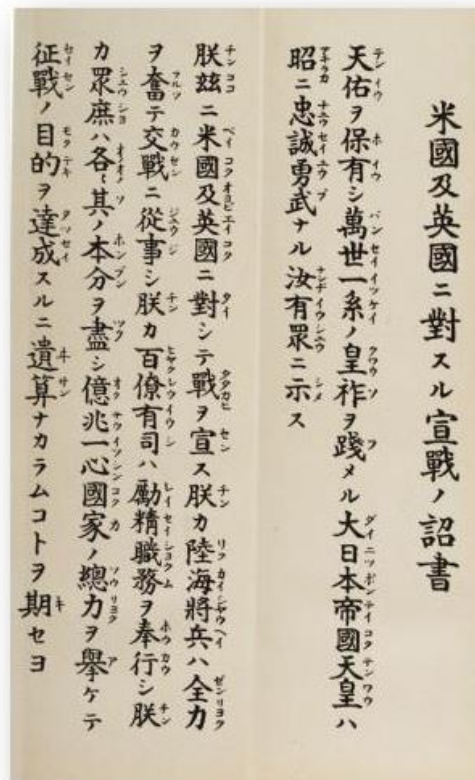 米國及英國ニ對スル宣戰ノ詔書
天佑ヲ保有シ萬世一系ノ皇祚ヲ踐メル大日本帝國天皇ハ
昭ニ忠誠勇武ナル汝有眾ニ示ス
朕玆ニ米國及英國ニ對シテ戰ヲ宣ス朕カ陸海將兵ハ全力
ヲ奮テ交戰ニ從事シ朕カ百僚有司ハ勵精職務ヲ奉行シ朕
カ眾庶ハ各〻其ノ本分ヲ盡シ億兆一心國家ノ總力ヲ擧ケテ
征戰ノ目的ヲ達成スルニ遺算ナカラムコトヲ期セヨ